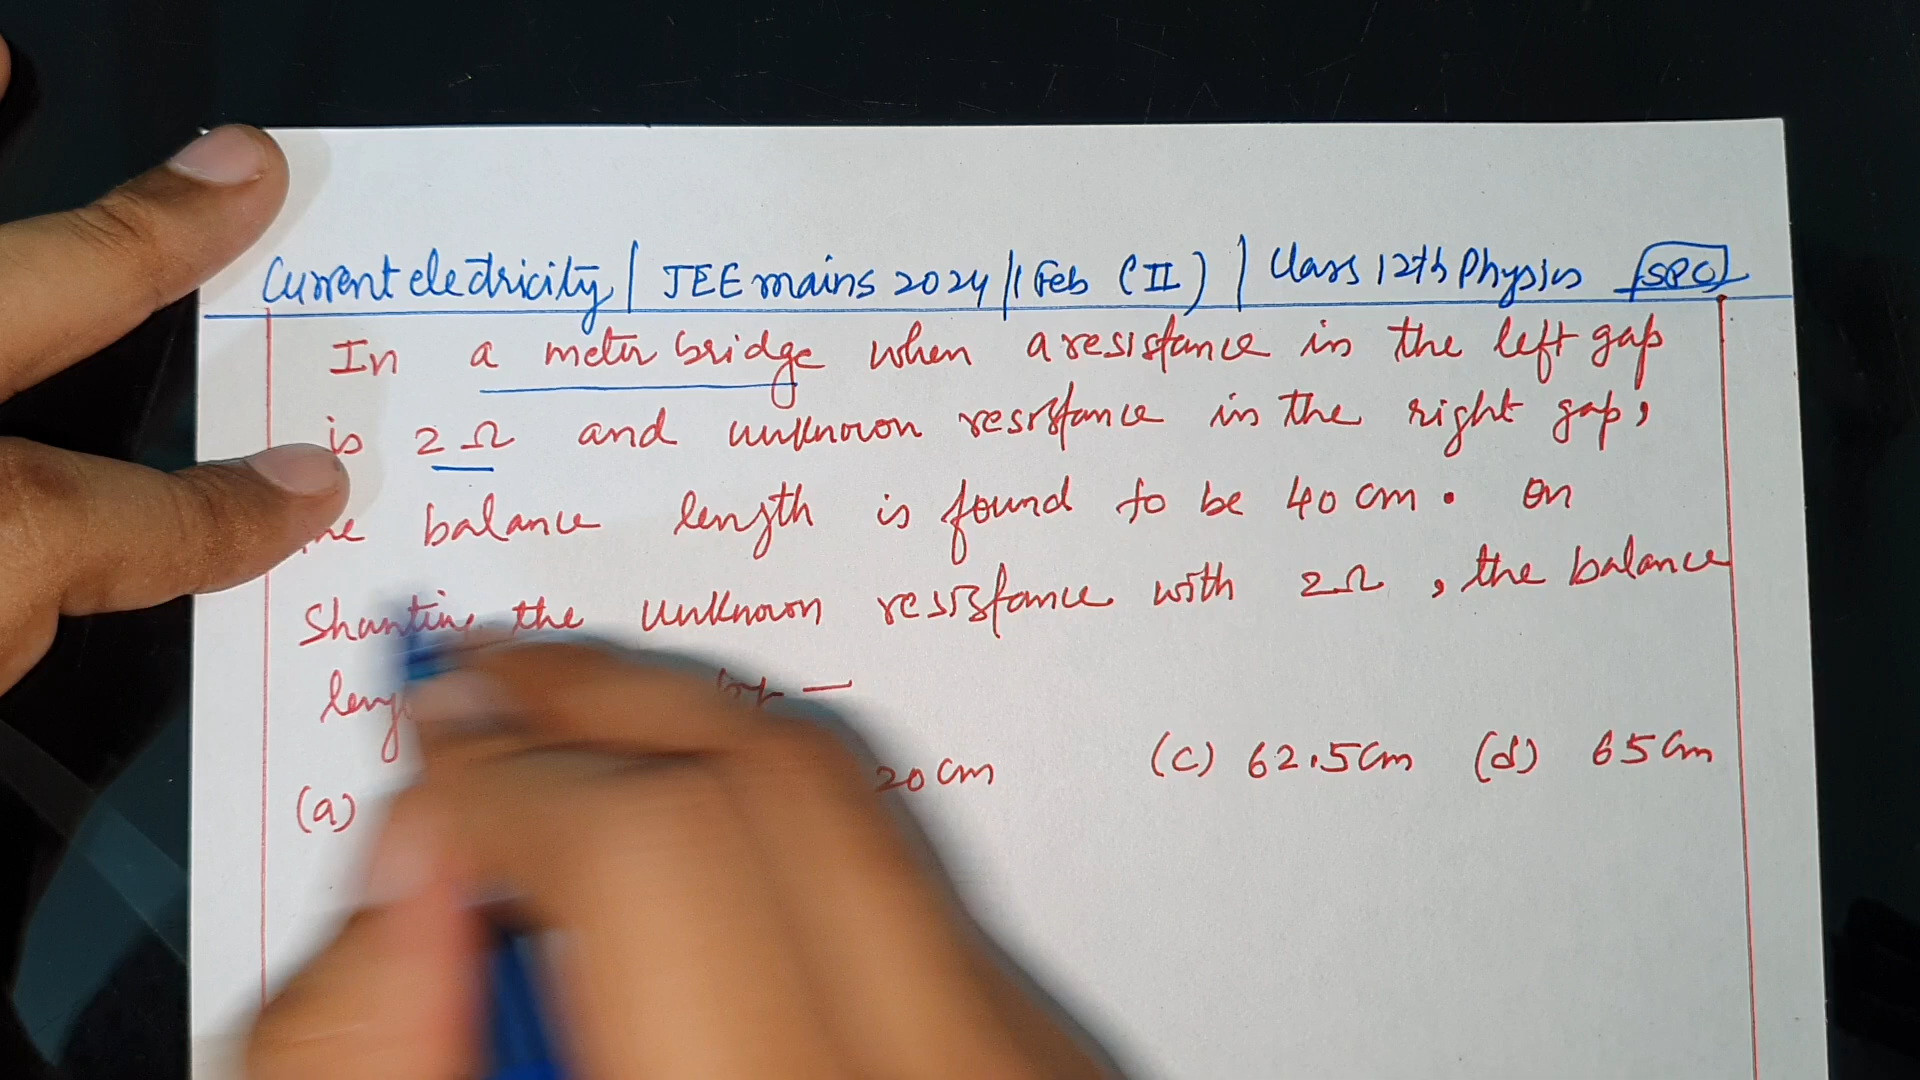 Current electricity | JEE mains 2024 | 1 Feb (II) | Class 12th Physics SPC
In a meter bridge when a resistance in the left gap
is 2 Ω and unknown resistance in the right gap,
balance length is found to be 40 cm. On
Shunting the unknown resistance with 2Ω, the balance
(a) 20 cm (c) 62.5 cm (d) 65 cm